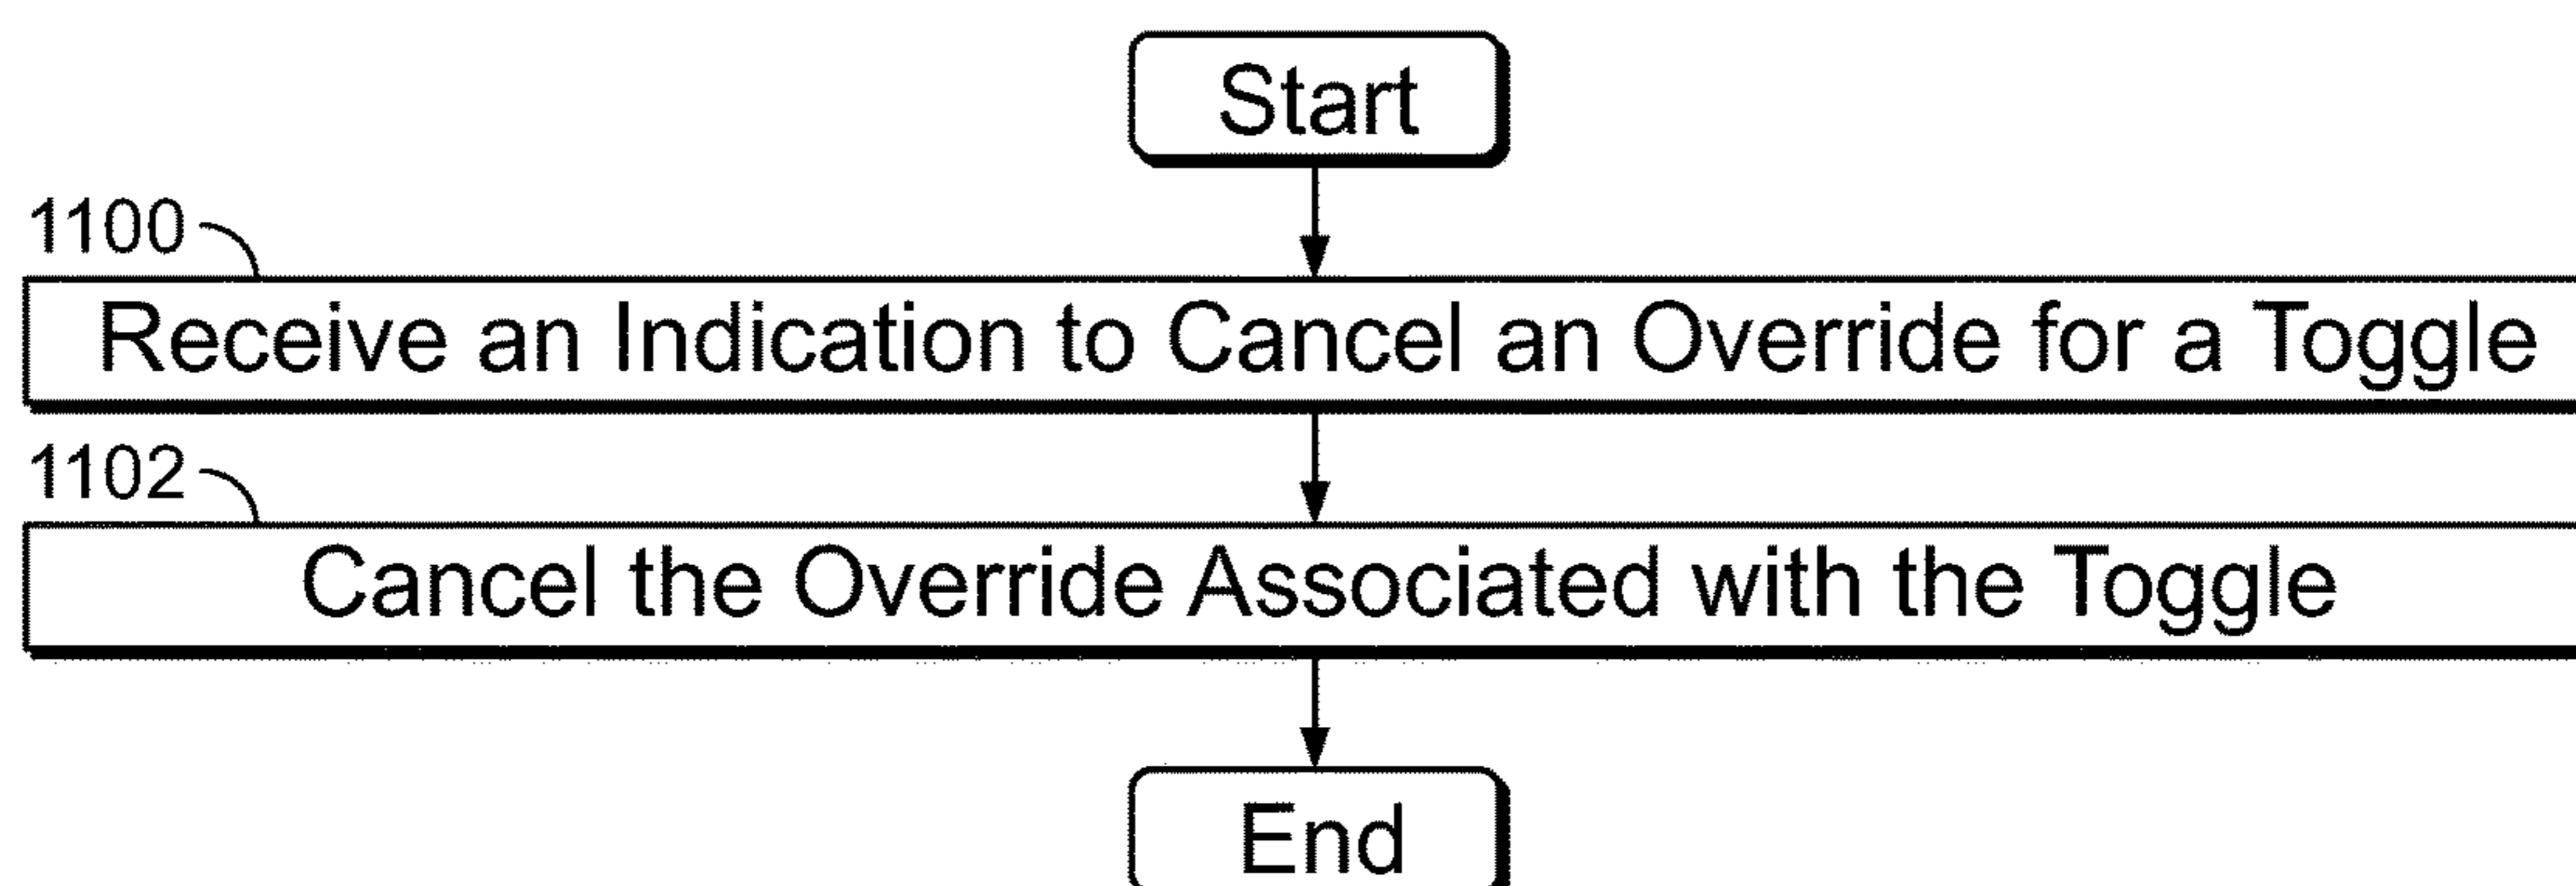 Start
1100
Receive an Indication to Cancel an Override for a Toggle
1102
Cancel the Override Associated with the Toggle
End